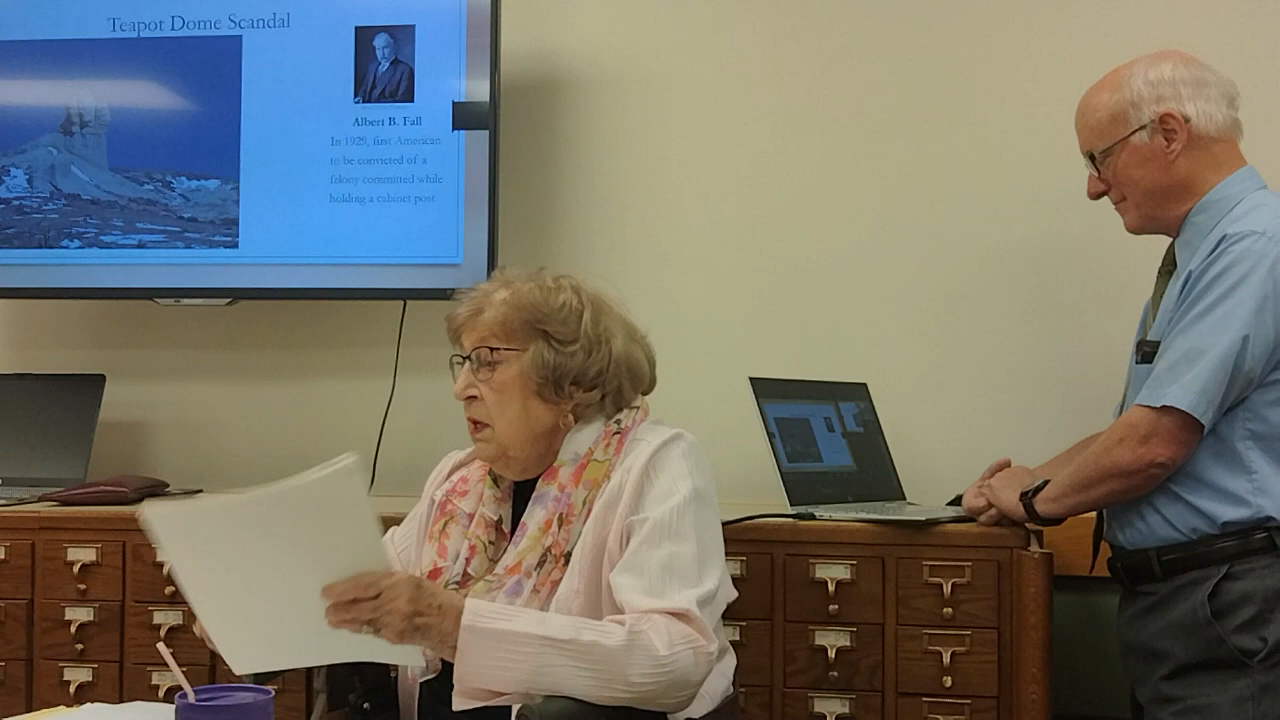 Teapot Dome Scandal
Albert B. Fall
In 1929, first American
to be convicted of a
felony committed while
holding a cabinet post